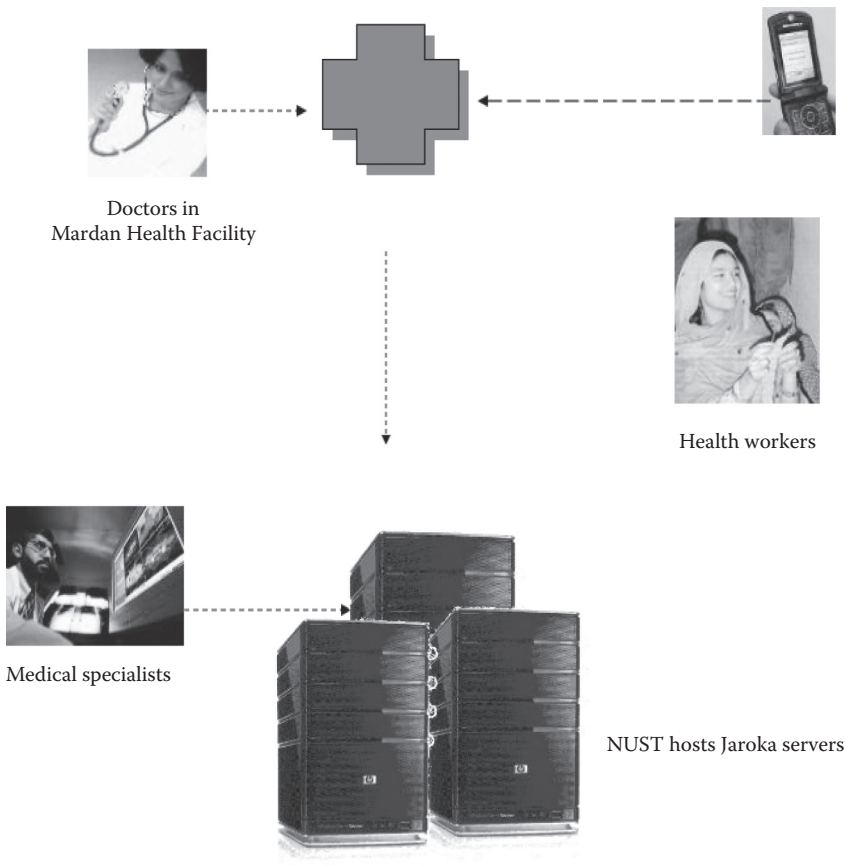 Doctors in
Mardan Health Facility
Health workers
Medical specialists
NUST hosts Jaroka servers